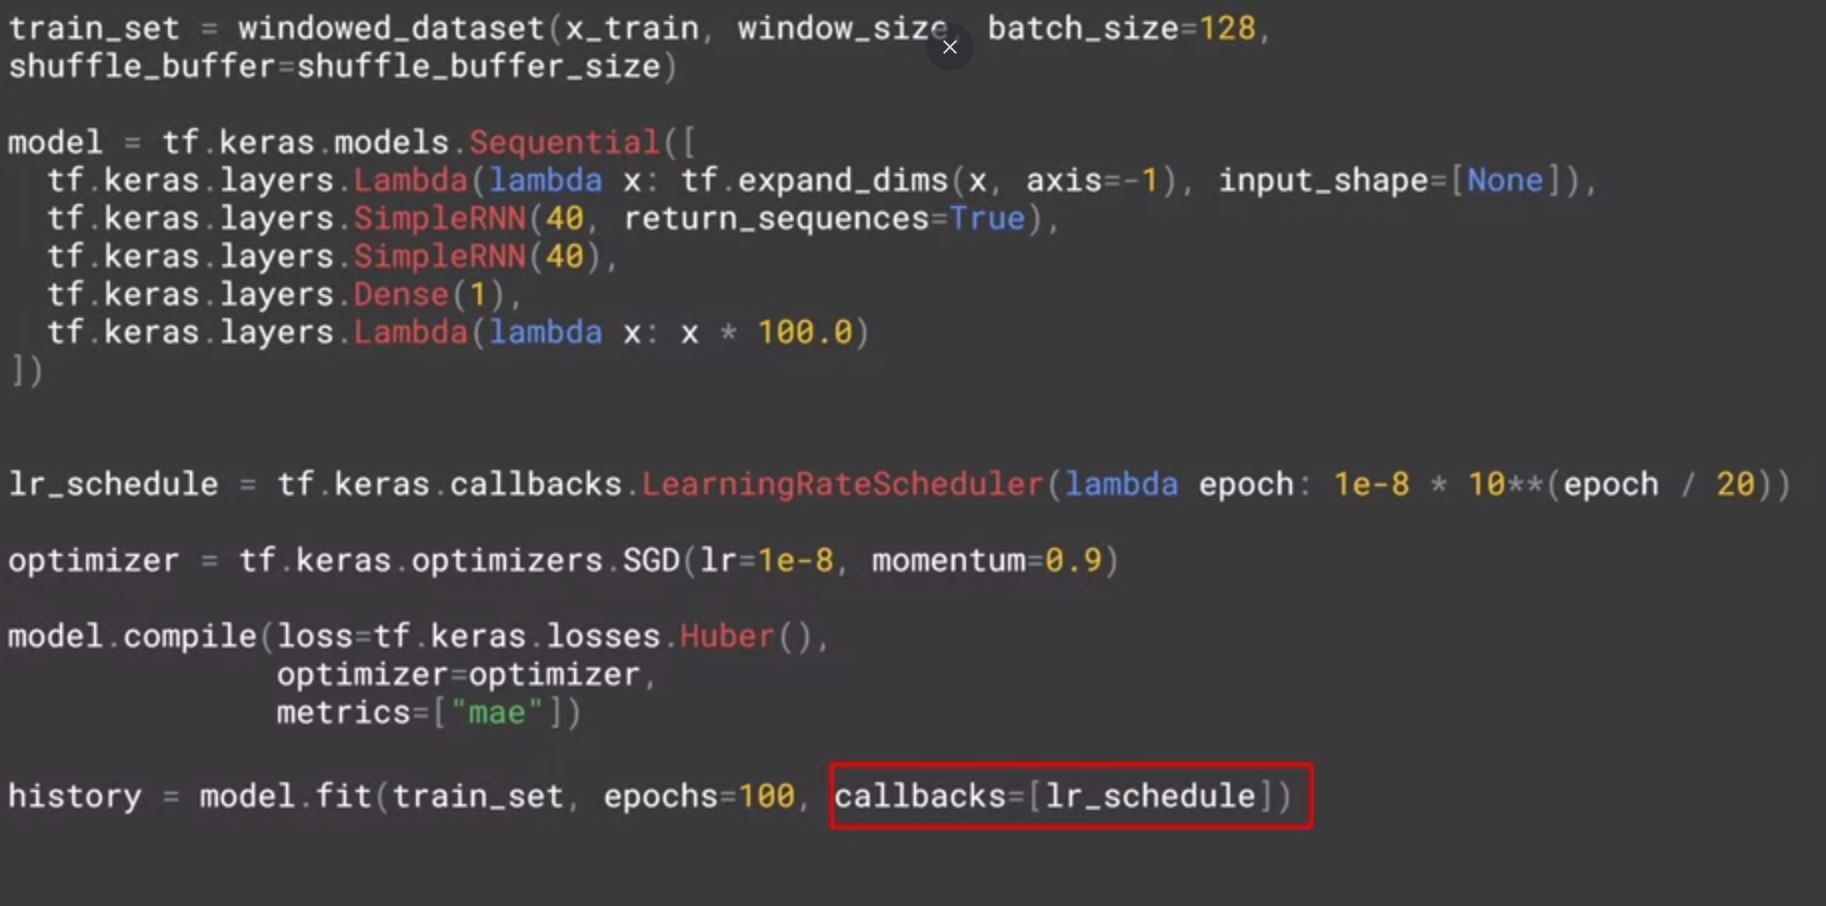 train_set = windowed_dataset(x_train, window_size, batch_size=128,
shuffle_buffer=shuffle_buffer_size)
model = tf.keras.models.Sequential([
  tf.keras.layers.Lambda(lambda x: tf.expand_dims(x, axis=-1), input_shape=[None]),
  tf.keras.layers.SimpleRNN(40, return_sequences=True),
  tf.keras.layers.SimpleRNN(40),
  tf.keras.layers.Dense(1),
  tf.keras.layers.Lambda(lambda x: x * 100.0)
])
lr_schedule = tf.keras.callbacks.LearningRateScheduler(lambda epoch: 1e-8 * 10**(epoch / 20))
optimizer = tf.keras.optimizers.SGD(lr=1e-8, momentum=0.9)
model.compile(loss=tf.keras.losses.Huber(),
              optimizer=optimizer,
              metrics=["mae"])
history = model.fit(train_set, epochs=100, callbacks=[lr_schedule])